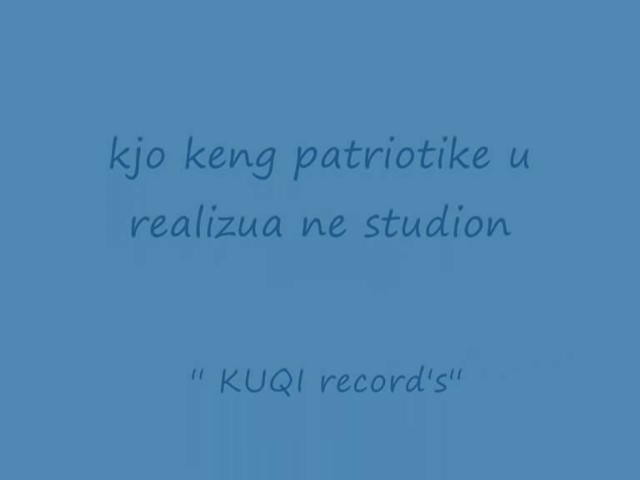 kjo keng patriotike u
realizua ne studion
" KUQI record's"